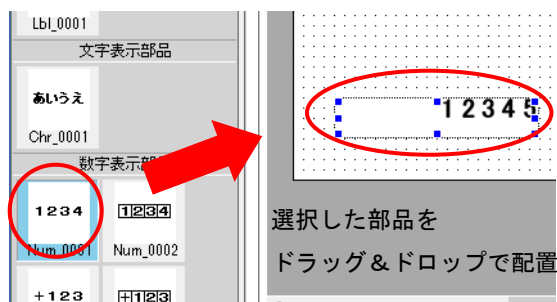 Lbl_0001
文字表示部品
あいうえ
Chr_0001
数字表示部
1234
1234
Num_0001
Num_0002
+123
+123
12345
選択した部品を
ドラッグ＆ドロップで配置